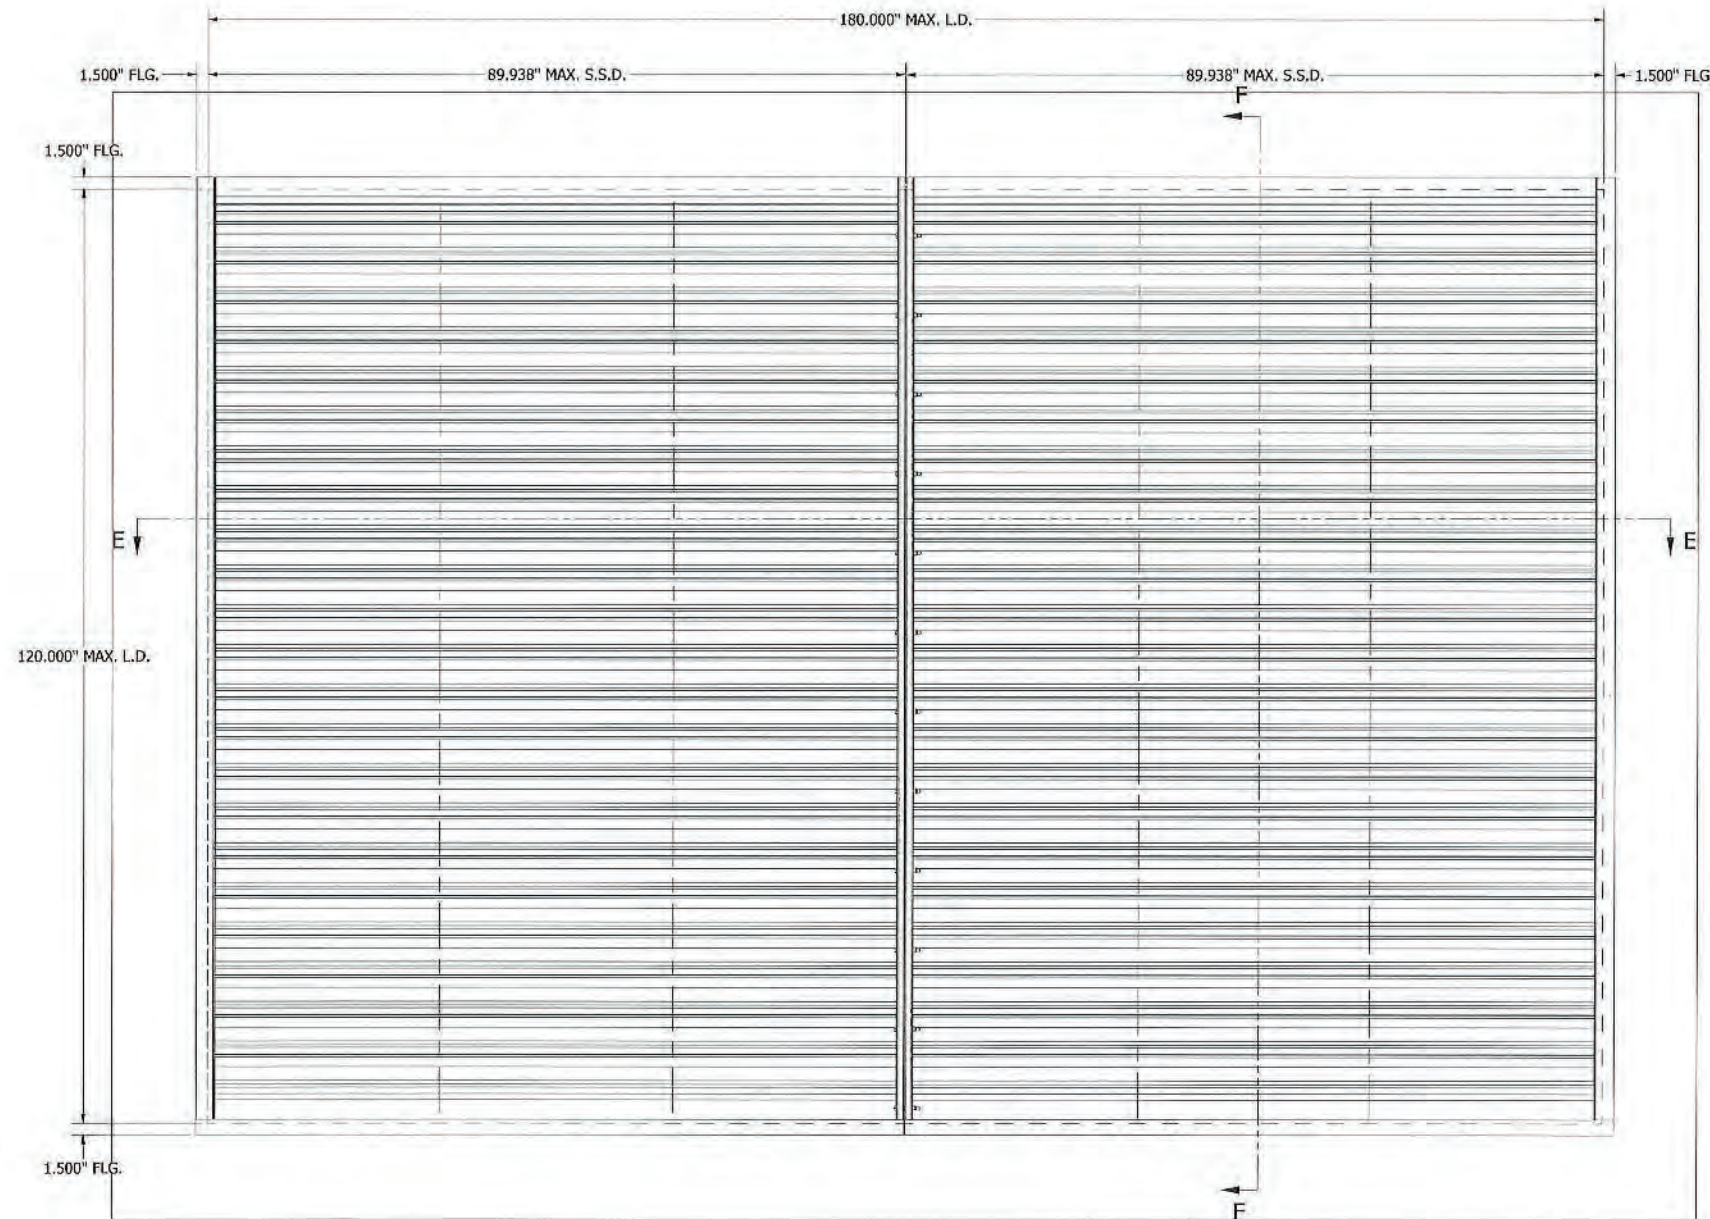 180.000" MAX. L.D.
1.500" FLG. 89.938" MAX. S.S.D. 89.938" MAX. S.S.D. 1.500" FLG
F
1.500" FLG.
E E
120.000" MAX. L.D.
1.500" FLG.
F